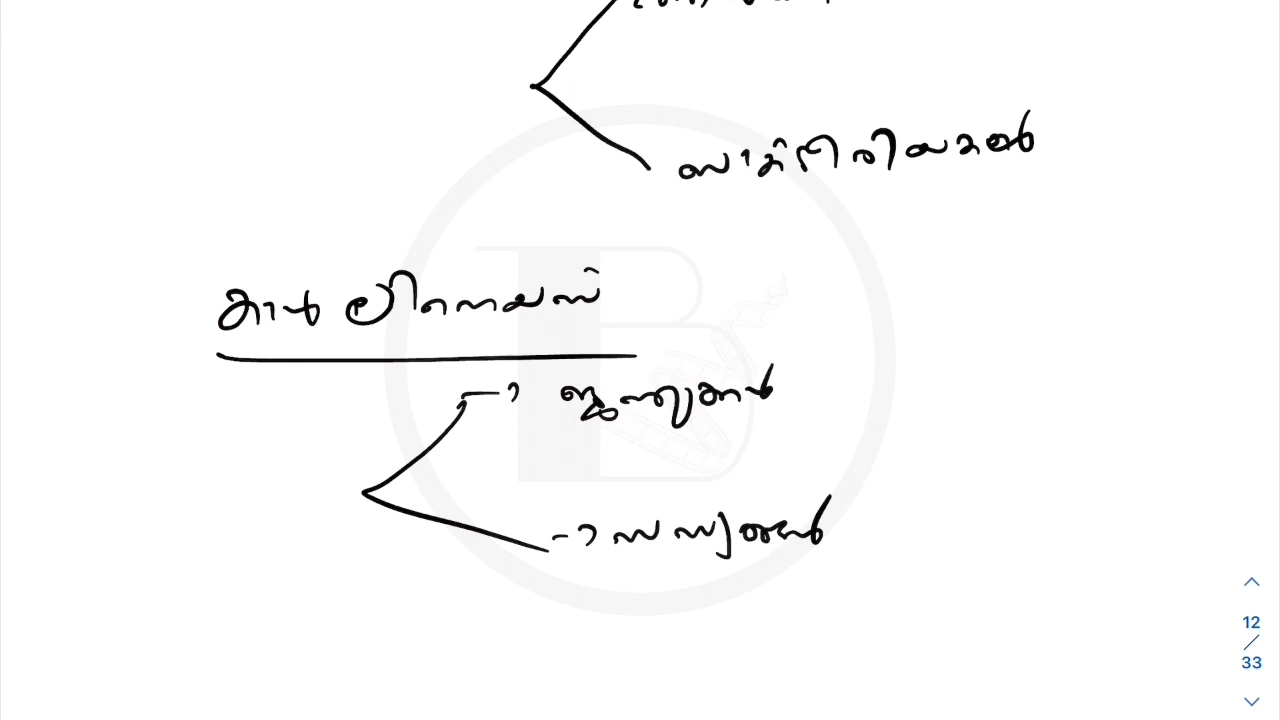 ബാക്ടീരിയകൾ
കാൾ ലിനെയസ്
→ ജന്തുക്കൾ
→ സസ്യങ്ങൾ
12
/
33